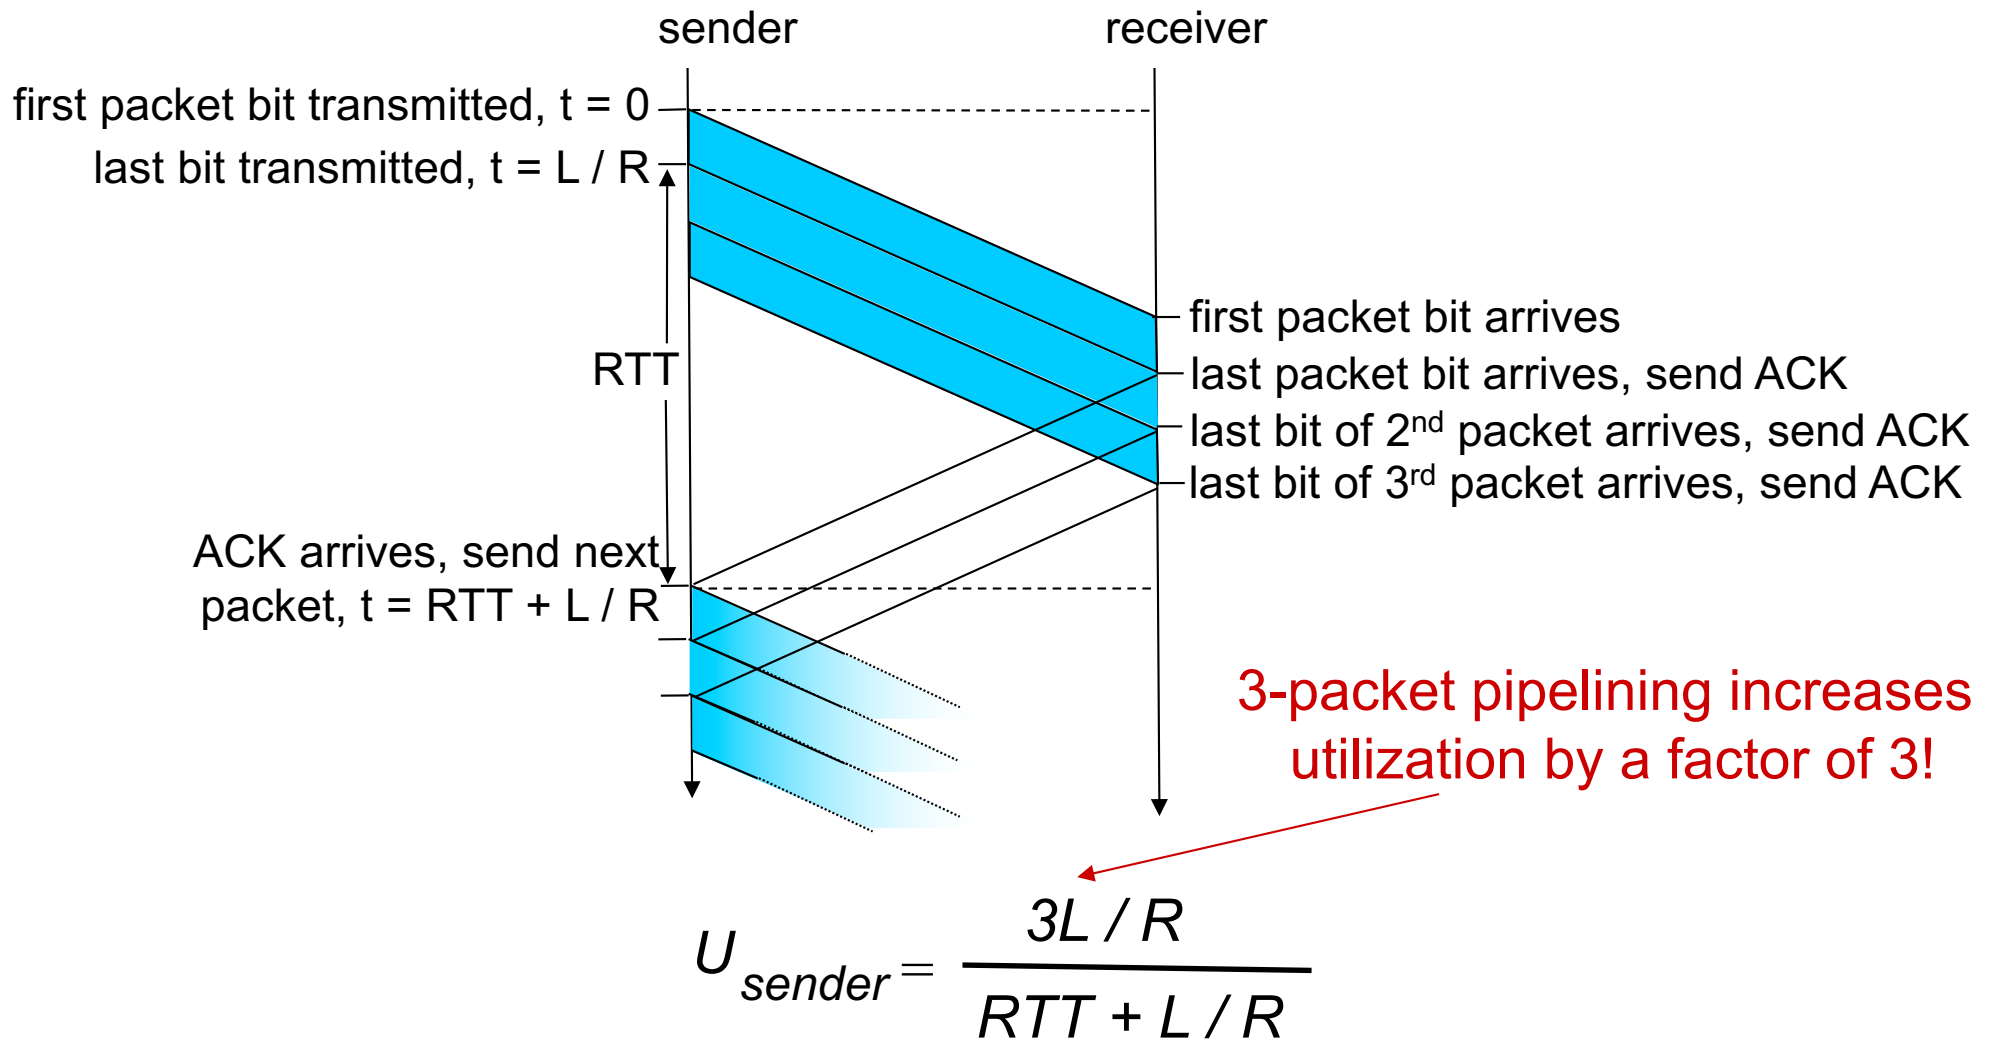 sender
receiver
first packet bit transmitted, t = 0
last bit transmitted, t = L / R
first packet bit arrives
RTT
last packet bit arrives, send ACK
last bit of 2nd packet arrives, send ACK
last bit of 3rd packet arrives, send ACK
ACK arrives, send next
packet, t = RTT + L / R
3-packet pipelining increases
utilization by a factor of 3!
3L / R
U sender =
RTT + L / R